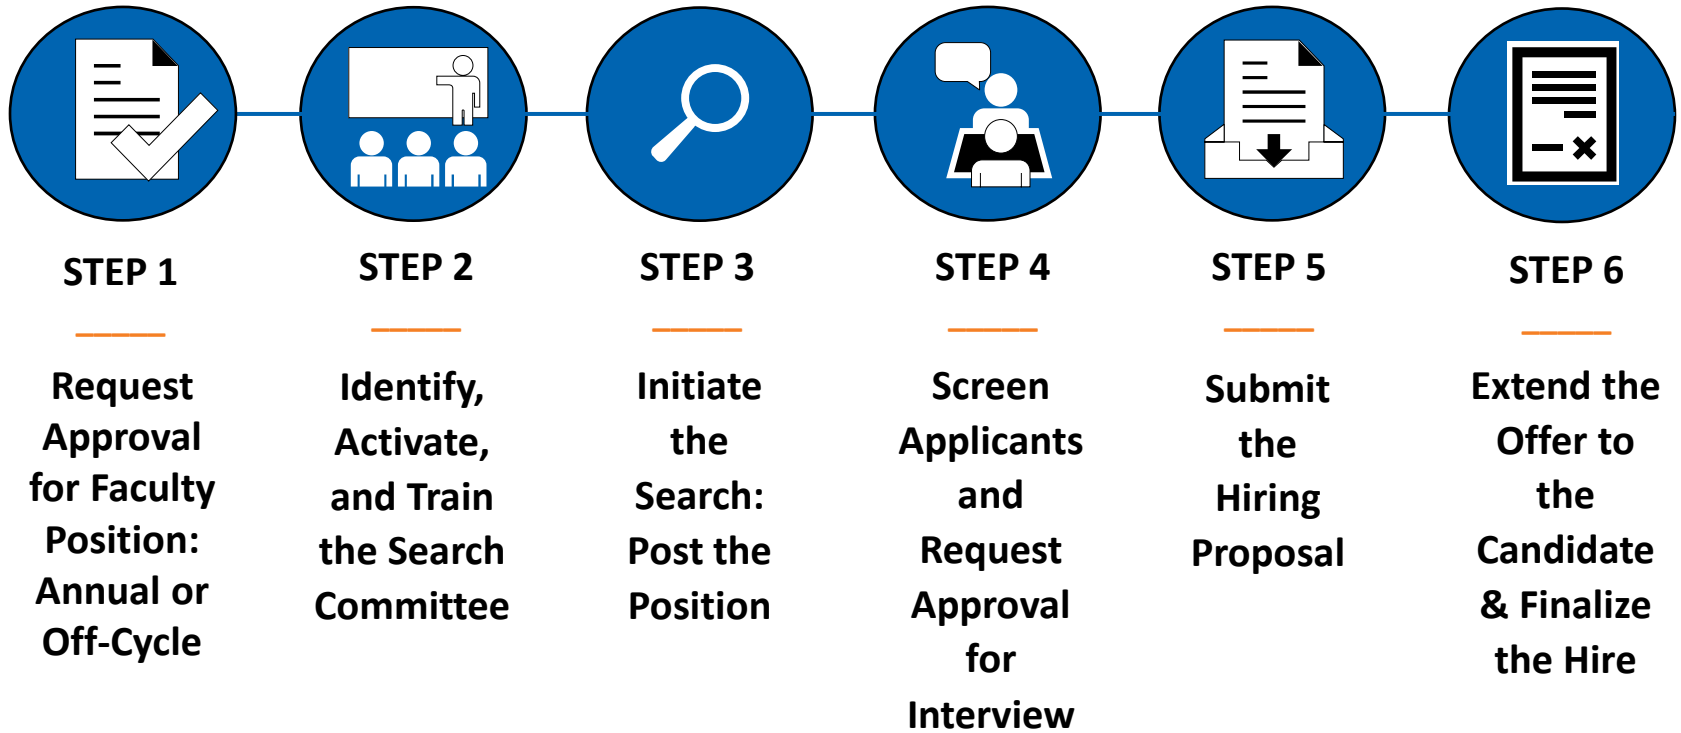 STEP 1
Request
Approval
for Faculty
Position:
Annual or
Off-Cycle
STEP 2
Identify,
Activate,
and Train
the Search
Committee
STEP 3
Initiate
the
Search:
Post the
Position
STEP 4
Screen
Applicants
and
Request
Approval
for
Interview
STEP 5
Submit
the
Hiring
Proposal
STEP 6
Extend the
Offer to
the
Candidate
& Finalize
the Hire